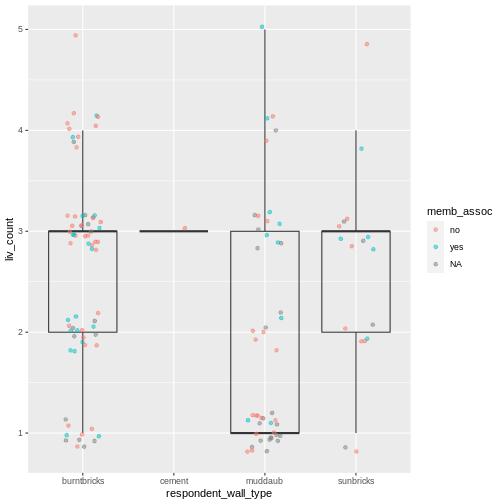 5
4
3
2
1
liv_count
burntbricks cement muddaub sunbricks
respondent_wall_type
memb_assoc
no
yes
NA